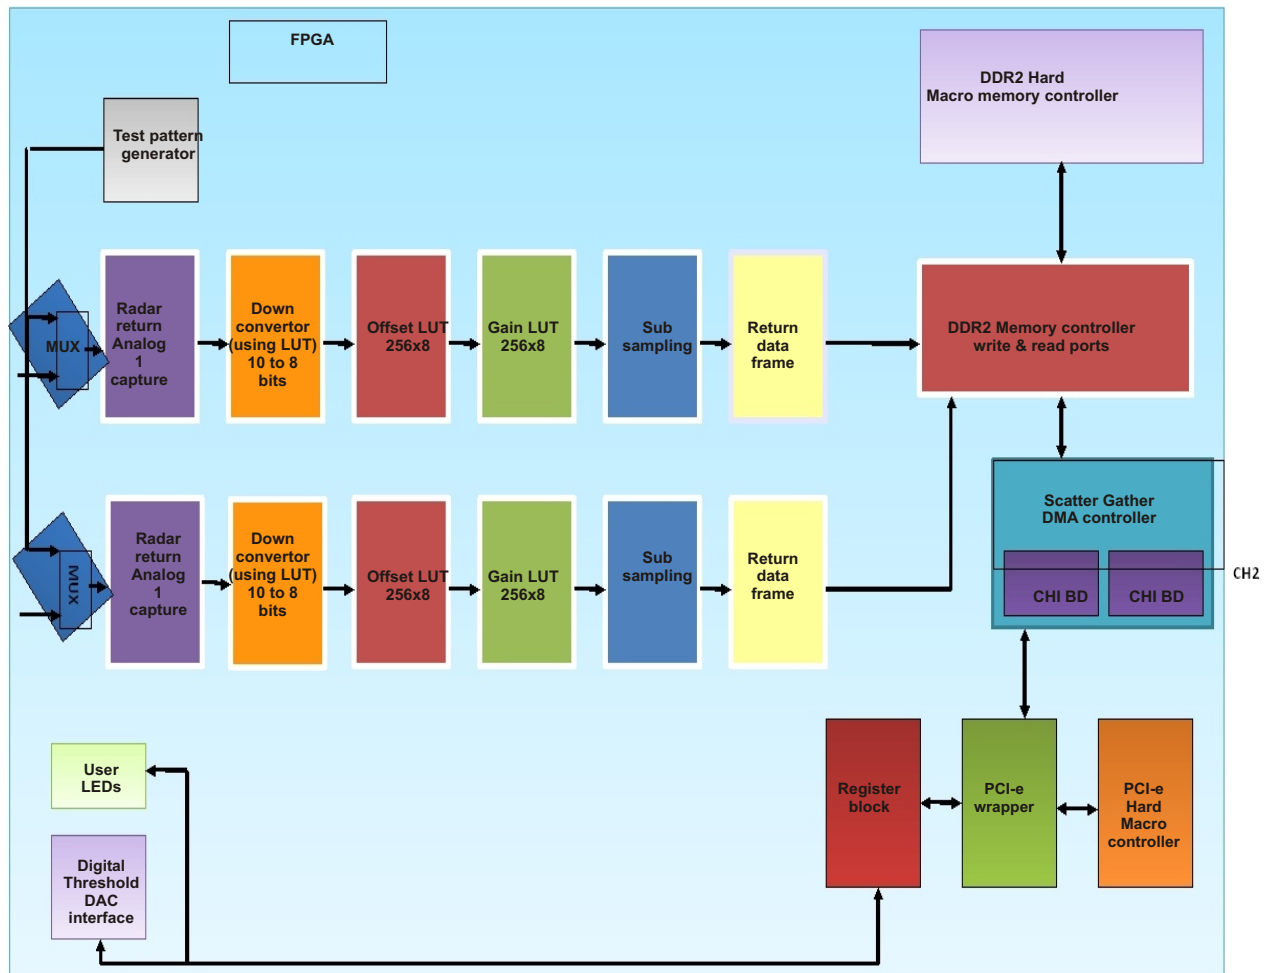 FPGA
DDR2 Hard
Macro memory controller
Test pattern
generator
MUX
Radar
return
Analog
1
capture
Down
convertor
(using LUT)
10 to 8
bits
Offset LUT
256x8
Gain LUT
256x8
Sub
sampling
Return
data
frame
DDR2 Memory controller
write & read ports
MUX
Radar
return
Analog
1
capture
Down
convertor
(using LUT)
10 to 8
bits
Offset LUT
256x8
Gain LUT
256x8
Sub
sampling
Return
data
frame
Scatter Gather
DMA controller
CHI BD
CHI BD
CH2
User
LEDs
Digital
Threshold
DAC
interface
Register
block
PCI-e
wrapper
PCI-e
Hard
Macro
controller